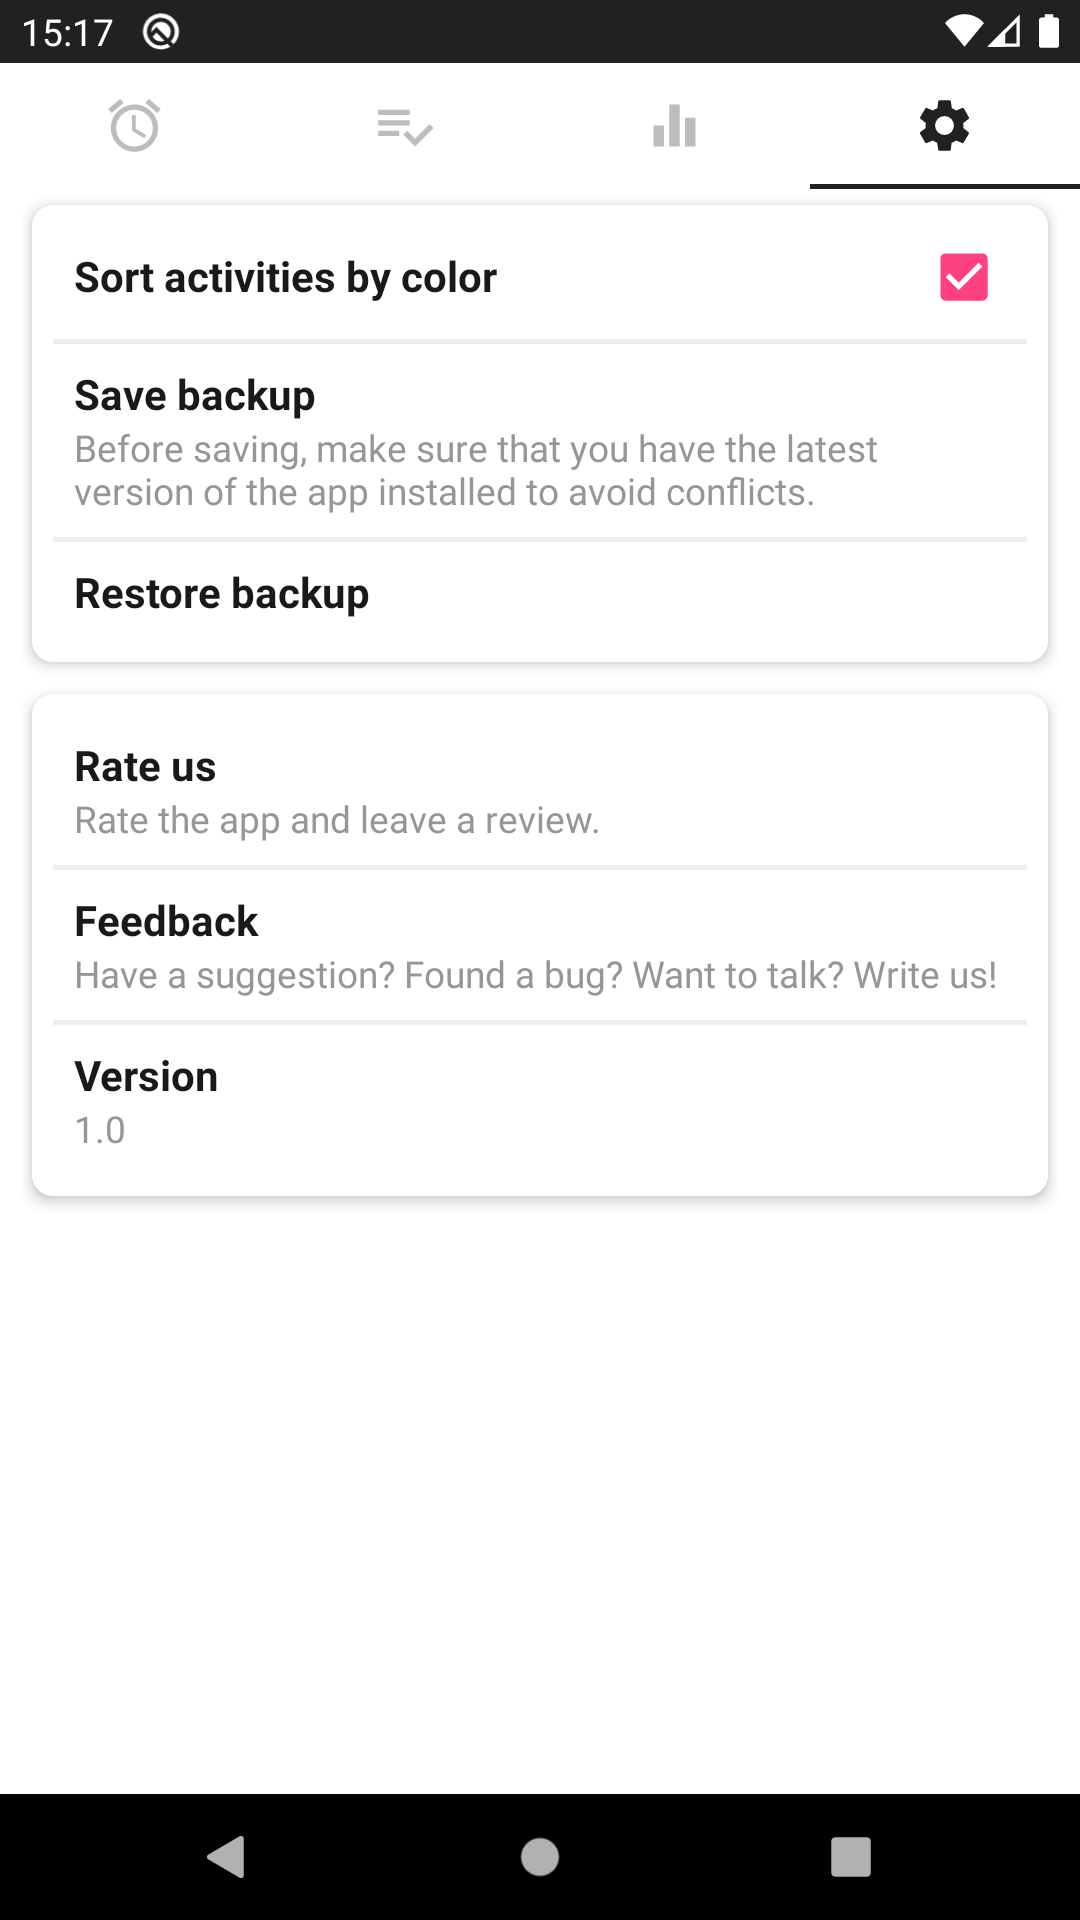 15:17
Sort activities by color
Save backup
Before saving, make sure that you have the latest
version of the app installed to avoid conflicts.
Restore backup
Rate us
Rate the app and leave a review.
Feedback
Have a suggestion? Found a bug? Want to talk? Write us!
Version
1.0